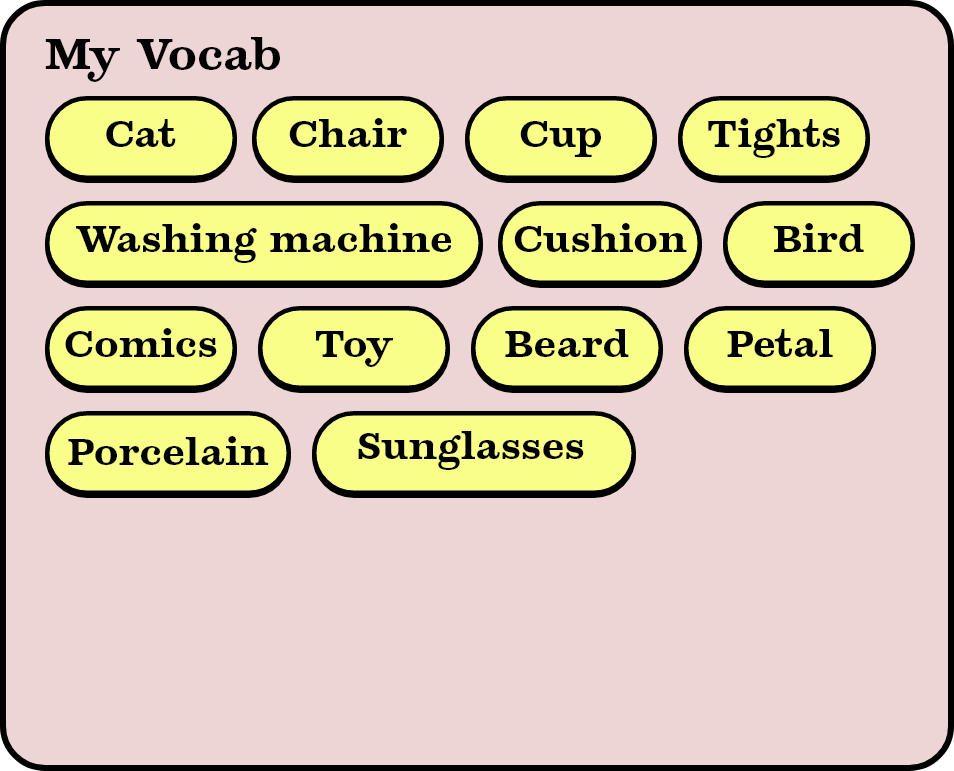 My Vocab
Cat Chair Cup Tights
Washing machine Cushion Bird
Comics Toy Beard Petal
Porcelain Sunglasses